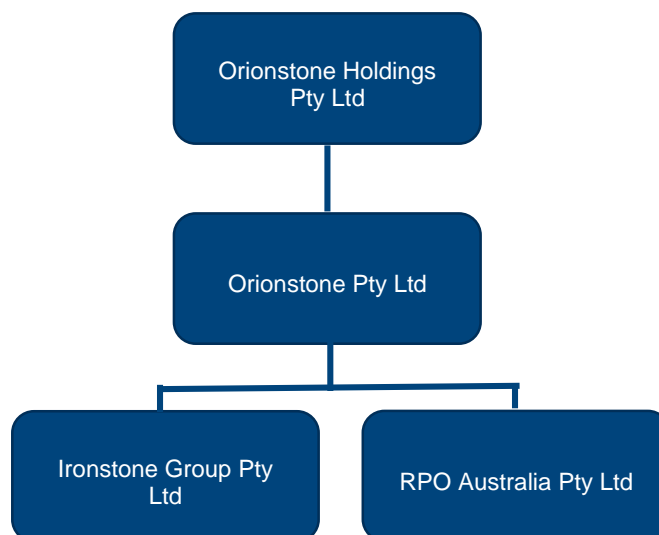 Orionstone Holdings
Pty Ltd
Orionstone Pty Ltd
Ironstone Group Pty
Ltd
RPO Australia Pty Ltd